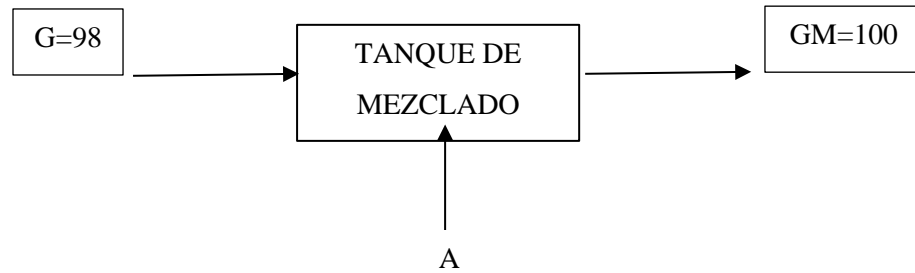 G=98
TANQUE DE
MEZCLADO
GM=100
A